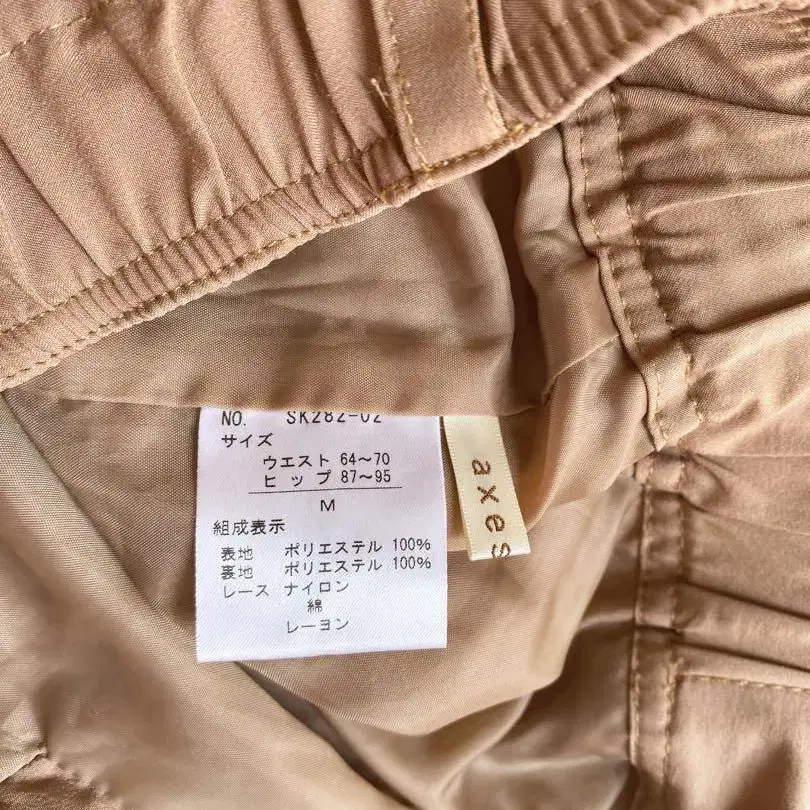 NO. SK282-02
サイズ
ウエスト 64～70
ヒップ 87～95
M
組成表示
表地 ポリエステル 100%
裏地 ポリエステル 100%
レース ナイロン
綿
レーヨン
axes